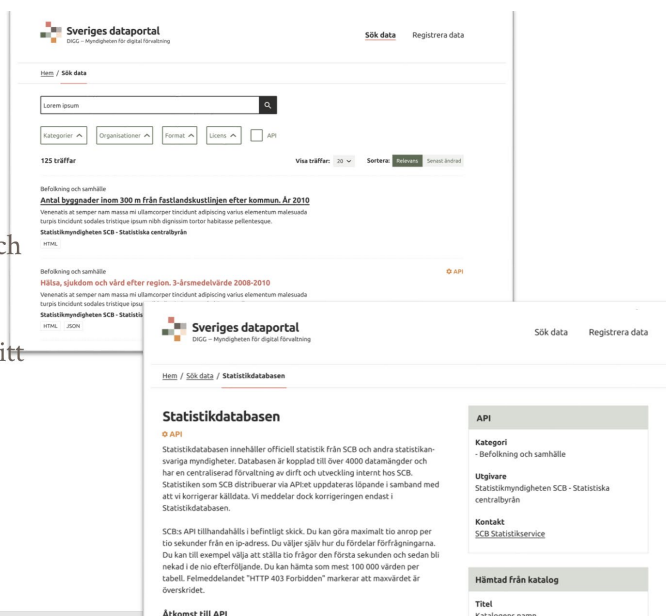 Sveriges dataportal
DIGG – Myndigheten för digital förvaltning
Sök data
Registrera data
Hem / Sök data
Lorem ipsum
Kategorier
Organisationer
Format
Licens
API
125 träffar
Visa träffar: 20
Sortera: Relevans Senast ändrad
Befolkning och samhälle
Antal byggnader inom 300 m från fastlandskustlinjen efter kommun. År 2010
Venenatis at semper nam massa mi ullamcorper tincidunt adipiscing varius elementum malesuada
turpis tincidunt sodales tristique ipsum nibh dignissim tortor habitasse pellentesque.
Statistikmyndigheten SCB - Statistiska centralbyrån
HTML
Befolkning och samhälle
API
Hälsa, sjukdom och vård efter region. 3-årsmedelvärde 2008-2010
Venenatis at semper nam massa mi ullamcorper tincidunt adipiscing varius elementum malesuada
turpis tincidunt sodales tristique
Statistikmyndigheten SCB -
HTML JSON
Sveriges dataportal
DIGG – Myndigheten för digital förvaltning
Sök data
Registrera data
Hem / Sök data / Statistikdatabasen
Statistikdatabasen
API
Statistikdatabasen innehåller officiell statistik från SCB och andra statistikan-
svariga myndigheter. Databasen är kopplad till över 4000 datamängder och
har en centraliserad förvaltning av dirft och utveckling internt hos SCB.
Statistiken som SCB distribuerar via API:et uppdateras löpande i samband med
att vi korrigerar källdata. Vi meddelar dock korrigeringen endast i
Statistikdatabasen.
SCB:s API tillhandahålls i befintligt skick. Du kan göra maximalt tio anrop per
tio sekunder från en ip-adress. Du väljer själv hur du fördelar förfrågningarna.
Du kan till exempel välja att ställa tio frågor den första sekunden och sedan bli
nekad i de nio efterföljande. Du kan hämta som mest 100 000 värden per
tabell. Felmeddelandet "HTTP 403 Forbidden" markerar att maxvärdet är
överskridet.
Åtkomst till API
API
Kategori
- Befolkning och samhälle
Utgivare
Statistikmyndigheten SCB - Statistiska
centralbyrån
Kontakt
SCB Statistikservice
Hämtad från katalog
Titel
Katalogens namn